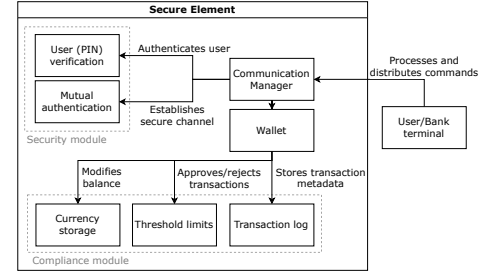 Secure Element
User (PIN)
verification
Authenticates user
Processes and
distributes commands
Communication
Manager
Mutual
authentication
Establishes
secure channel
User/Bank
terminal
Wallet
Security module
Modifies
balance
Approves/rejects
transactions
Stores transaction
metadata
Currency
storage
Threshold limits
Transaction log
Compliance module